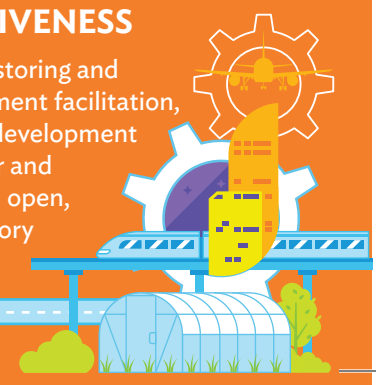 IVENESS
storing and
ment facilitation,
development
r and
open,
ory